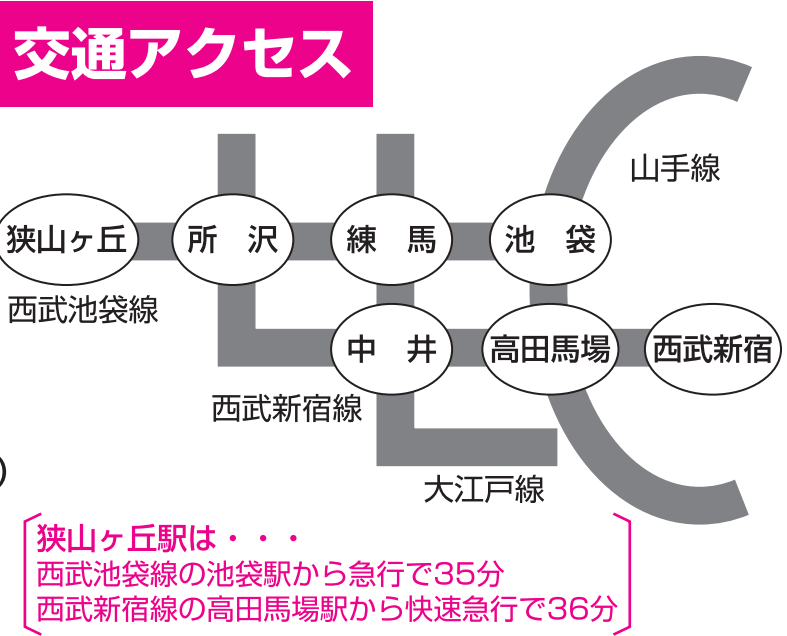 交通アクセス
山手線
狭山ヶ丘
所 沢
練 馬
池 袋
西武池袋線
中 井
高田馬場
西武新宿
西武新宿線
大江戸線
狭山ヶ丘駅は・・・
西武池袋線の池袋駅から急行で35分
西武新宿線の高田馬場駅から快速急行で36分